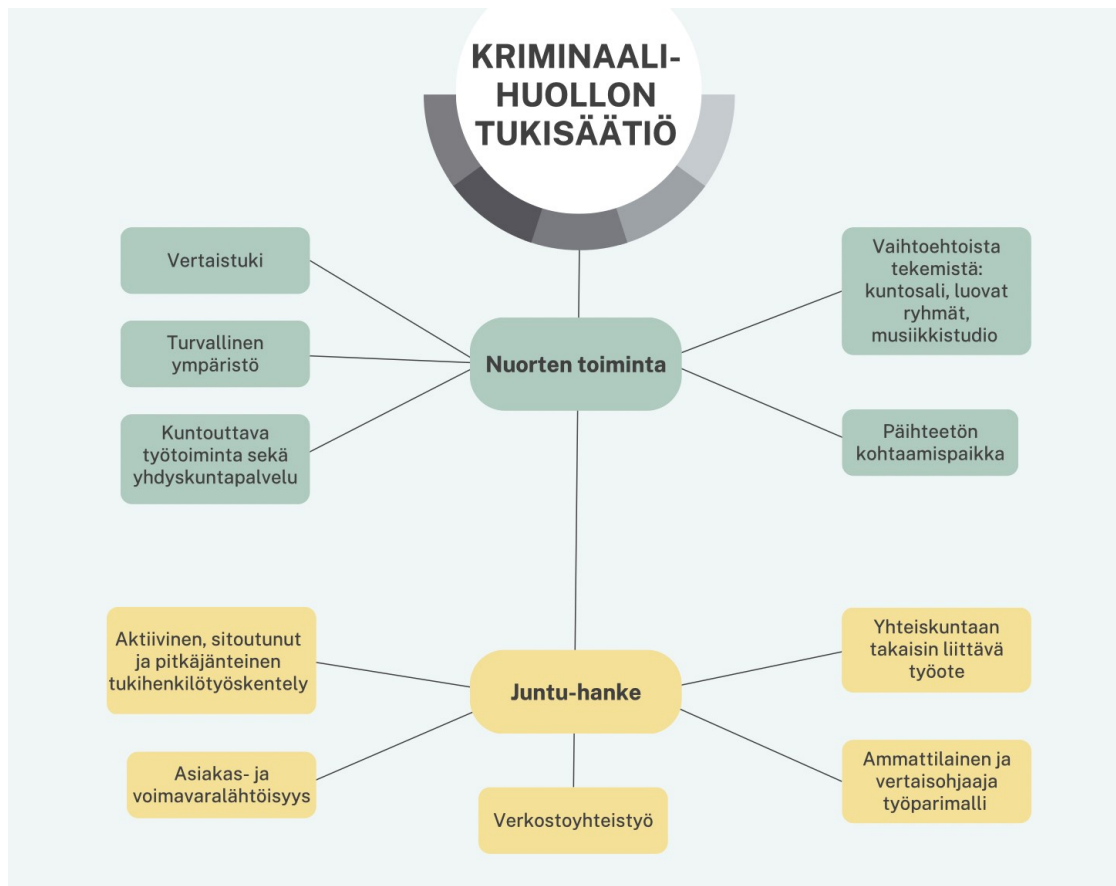 KRIMINAALI-
HUOLLON
TUKISÄÄTIÖ
Vertaistuki
Turvallinen
ympäristö
Kuntouttava
työtoiminta sekä
yhdyskuntapalvelu
Nuorten toiminta
Vaihtoehtoista
tekemistä:
kuntosali, luovat
ryhmät,
musiikkistudio
Päihteetön
kohtaamispaikka
Aktiivinen, sitoutunut
ja pitkäjänteinen
tukihenkilötyöskentely
Asiakas- ja
voimavaralähtöisyys
Juntu-hanke
Verkostoyhteistyö
Yhteiskuntaan
takaisin liittävä
työote
Ammattilainen ja
vertaisohjaaja
työparimalli